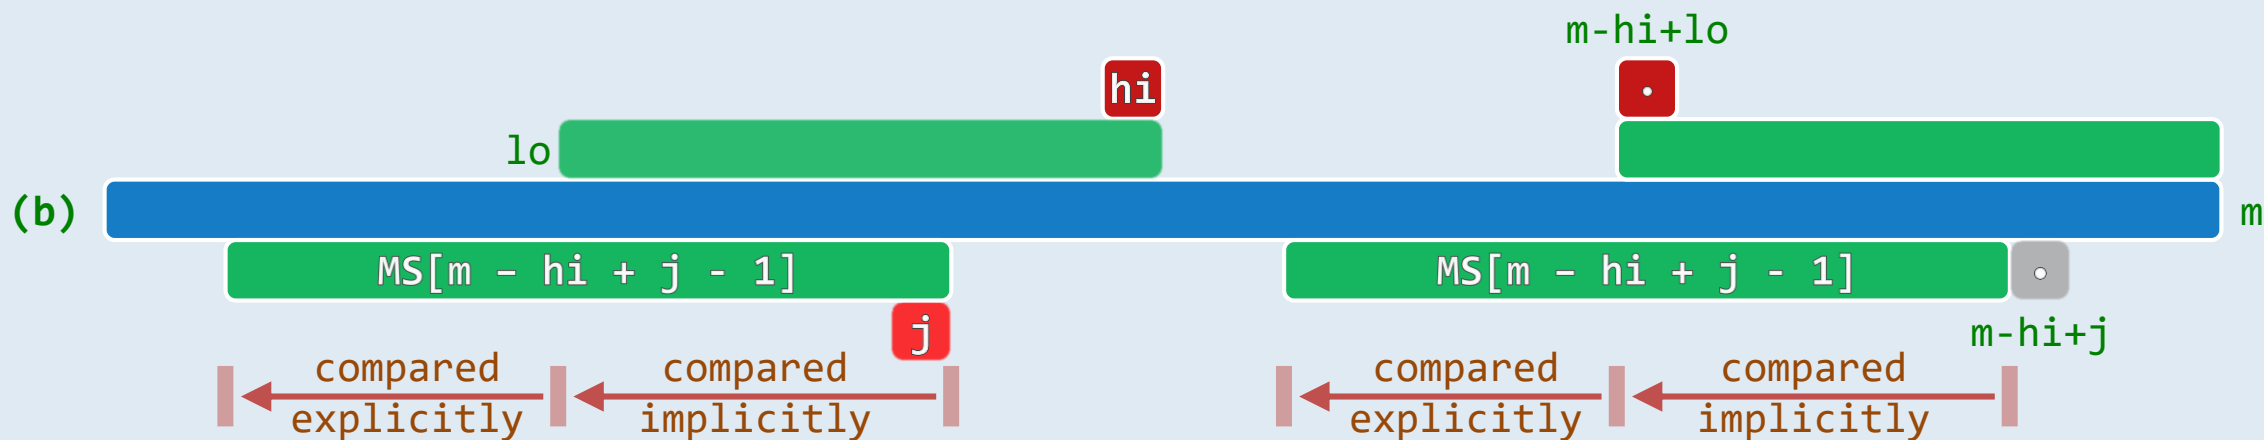 m-hi+lo
hi
lo
(b)
m
MS[m – hi + j - 1]
MS[m – hi + j - 1]
j
m-hi+j
compared
compared
compared
compared
explicitly
implicitly
explicitly
implicitly